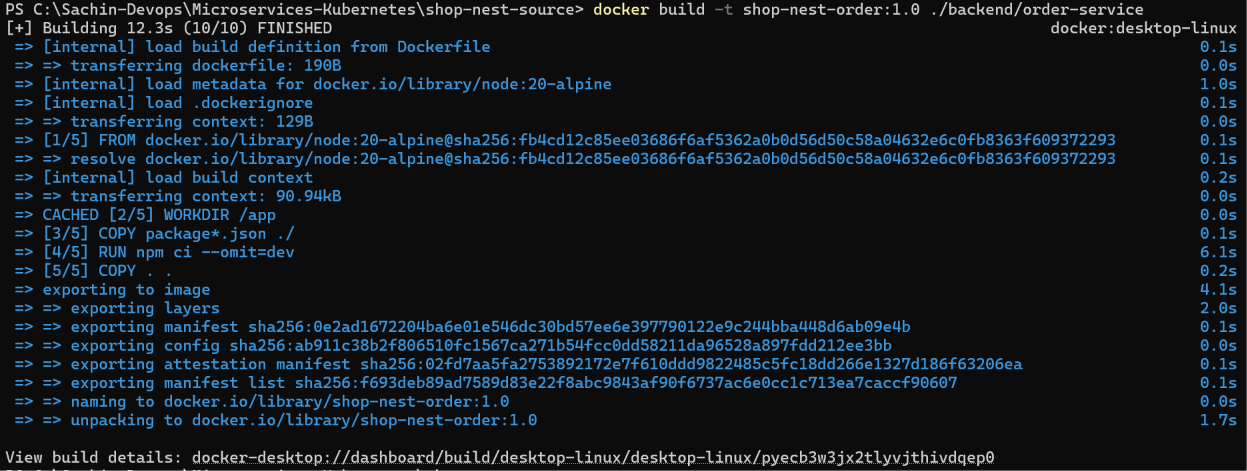 PS C:\Sachin-Devops\Microservices-Kubernetes\shop-nest-source> docker build -t shop-nest-order:1.0 ./backend/order-service
[+] Building 12.3s (10/10) FINISHED docker:desktop-linux
=> [internal] load build definition from Dockerfile 0.1s
=> => transferring dockerfile: 190B 0.0s
=> [internal] load metadata for docker.io/library/node:20-alpine 1.0s
=> [internal] load .dockerignore 0.1s
=> => transferring context: 129B 0.0s
=> [1/5] FROM docker.io/library/node:20-alpine@sha256:fb4cd12c85ee03686f6af5362a0b0d56d50c58a04632e6c0fb8363f609372293 0.1s
=> => resolve docker.io/library/node:20-alpine@sha256:fb4cd12c85ee03686f6af5362a0b0d56d50c58a04632e6c0fb8363f609372293 0.1s
=> [internal] load build context 0.2s
=> => transferring context: 90.94kB 0.0s
=> CACHED [2/5] WORKDIR /app 0.0s
=> [3/5] COPY package*.json ./ 0.1s
=> [4/5] RUN npm ci --omit=dev 6.1s
=> [5/5] COPY . . 0.2s
=> exporting to image 4.1s
=> => exporting layers 2.0s
=> => exporting manifest sha256:0e2ad1672204ba6e01e546dc30bd57ee6e397790122e9c244bba448d6ab09e4b 0.1s
=> => exporting config sha256:ab911c38b2f806510fc1567ca271b54fcc0dd58211da96528a897fdd212ee3bb 0.0s
=> => exporting attestation manifest sha256:02fd7aa5fa2753892172e7f610ddd9822485c5fc18dd266e1327d186f63206ea 0.1s
=> => exporting manifest list sha256:f693deb89ad7589d83e22f8abc9843af90f6737ac6e0cc1c713ea7caccf90607 0.1s
=> => naming to docker.io/library/shop-nest-order:1.0 0.0s
=> => unpacking to docker.io/library/shop-nest-order:1.0 1.7s
View build details: docker-desktop://dashboard/build/desktop-linux/desktop-linux/pyecb3w3jx2tlyvjthivdqep0